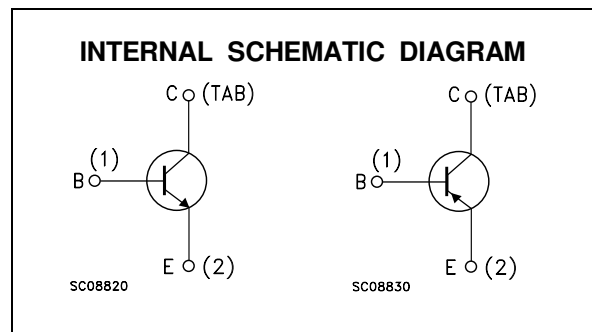 INTERNAL SCHEMATIC DIAGRAM
C (TAB)
C (TAB)
(1)
B
(1)
B
E (2)
E (2)
SC08820
SC08830